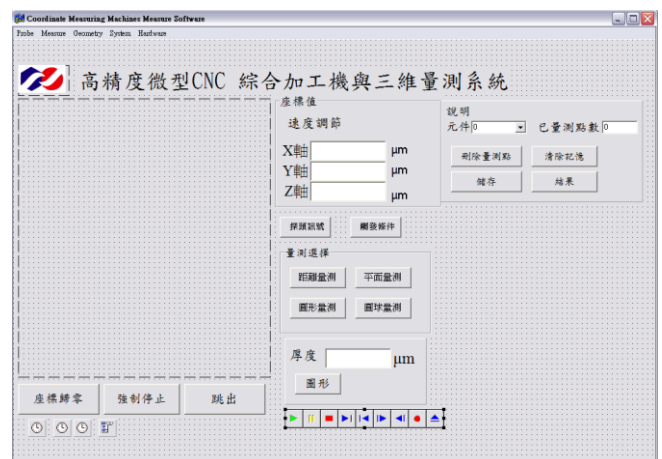 Coordinate Measuring Machines Measure Software
Probe Measure Geometry System Hardware
高精度微型CNC 綜合加工機與三維量測系統
座標值
速度調節
X軸 μm
Y軸 μm
Z軸 μm
說明
元件 0 已量測點數 0
刪除量測點 清除記憶
儲存 結果
探頭訊號 觸發條件
量測選擇
距離量測 平面量測
圓形量測 圓球量測
厚度 μm
圖形
座標歸零 強制停止 跳出